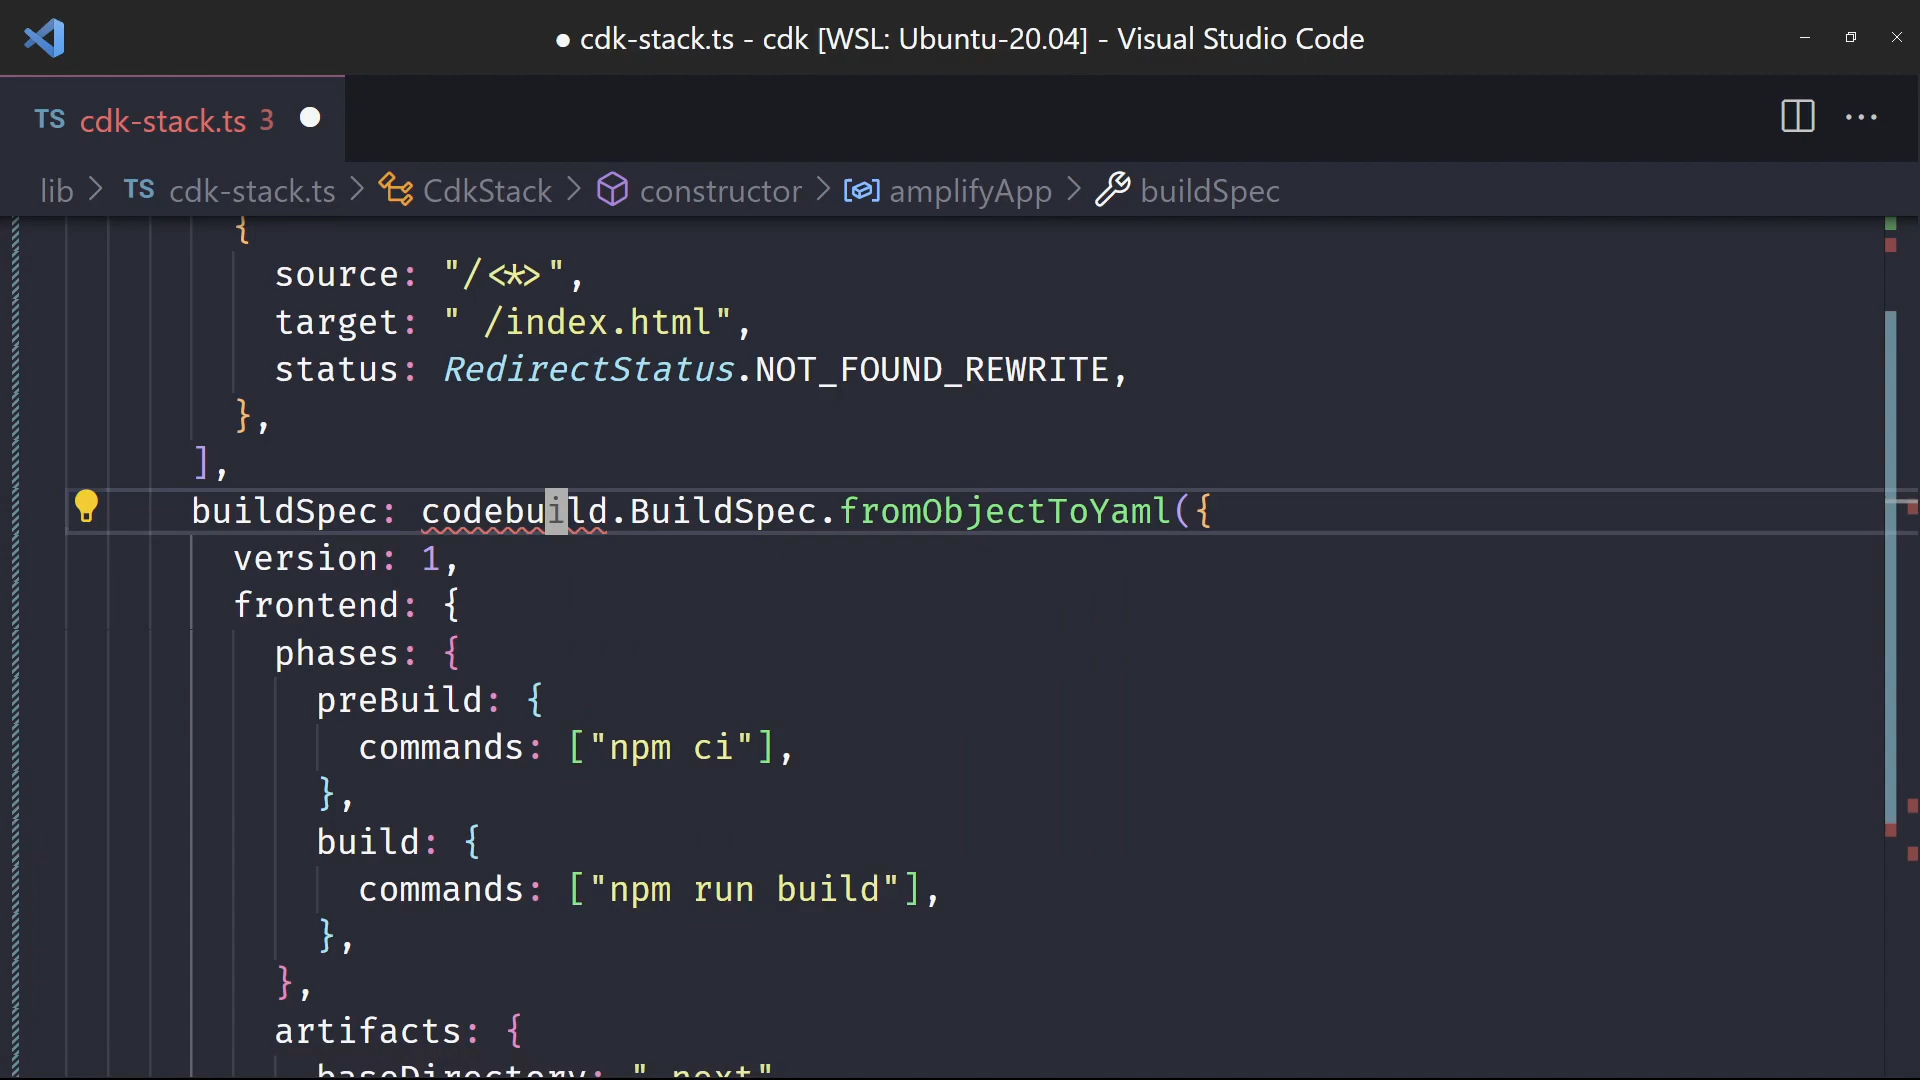 ● cdk-stack.ts - cdk [WSL: Ubuntu-20.04] - Visual Studio Code
TS cdk-stack.ts 3 ●
lib > TS cdk-stack.ts > CdkStack > constructor > amplifyApp > buildSpec
{
source: "/<*>",
target: " /index.html",
status: RedirectStatus.NOT_FOUND_REWRITE,
},
],
buildSpec: codebuild.BuildSpec.fromObjectToYaml({
version: 1,
frontend: {
phases: {
preBuild: {
commands: ["npm ci"],
},
build: {
commands: ["npm run build"],
},
},
artifacts: {
baseDirectory: ".next"